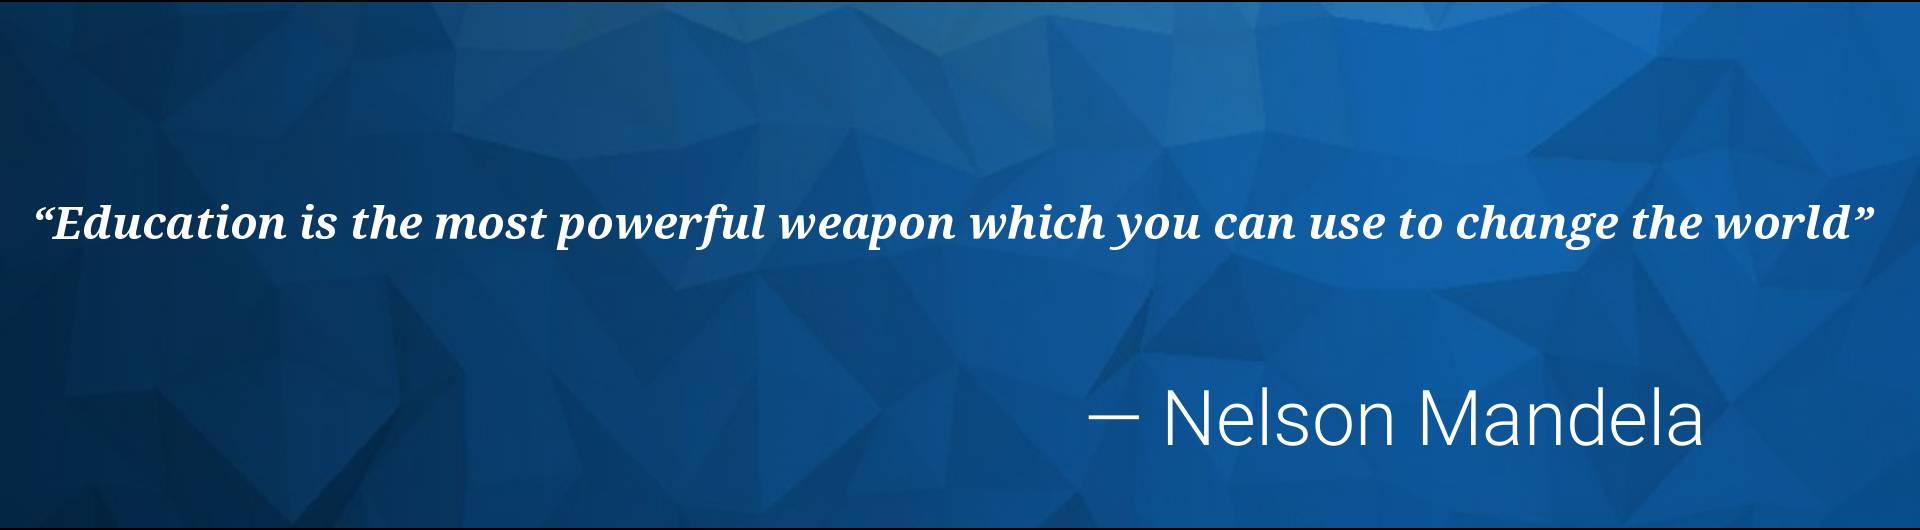 “Education is the most powerful weapon which you can use to change the world”
— Nelson Mandela